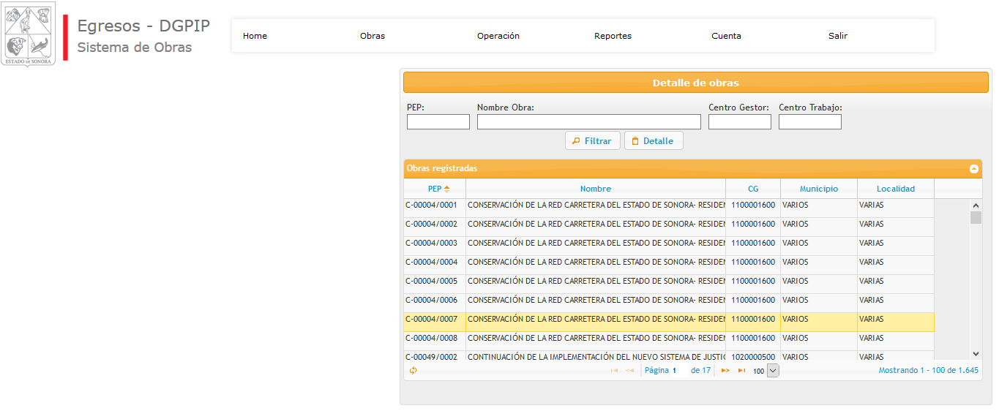 ESTADO DE SONORA
Egresos - DGPIP
Sistema de Obras
Home Obras Operación Reportes Cuenta Salir
Detalle de obras
PEP: Nombre Obra: Centro Gestor: Centro Trabajo:
Filtrar Detalle
Obras registradas
PEP Nombre CG Municipio Localidad
C-00004/0001 CONSERVACIÓN DE LA RED CARRETERA DEL ESTADO DE SONORA- RESIDEN 1100001600 VARIOS VARIAS
C-00004/0002 CONSERVACIÓN DE LA RED CARRETERA DEL ESTADO DE SONORA- RESIDEN 1100001600 VARIOS VARIAS
C-00004/0003 CONSERVACIÓN DE LA RED CARRETERA DEL ESTADO DE SONORA- RESIDEN 1100001600 VARIOS VARIAS
C-00004/0004 CONSERVACIÓN DE LA RED CARRETERA DEL ESTADO DE SONORA- RESIDEN 1100001600 VARIOS VARIAS
C-00004/0005 CONSERVACIÓN DE LA RED CARRETERA DEL ESTADO DE SONORA- RESIDEN 1100001600 VARIOS VARIAS
C-00004/0006 CONSERVACIÓN DE LA RED CARRETERA DEL ESTADO DE SONORA- RESIDEN 1100001600 VARIOS VARIAS
C-00004/0007 CONSERVACIÓN DE LA RED CARRETERA DEL ESTADO DE SONORA- RESIDEN 1100001600 VARIOS VARIAS
C-00004/0008 CONSERVACIÓN DE LA RED CARRETERA DEL ESTADO DE SONORA- RESIDEN 1100001600 VARIOS VARIAS
C-00049/0002 CONTINUACIÓN DE LA IMPLEMENTACIÓN DEL NUEVO SISTEMA DE JUSTIC 1020000500 VARIOS VARIAS
Página 1 de 17 100 Mostrando 1 - 100 de 1.645